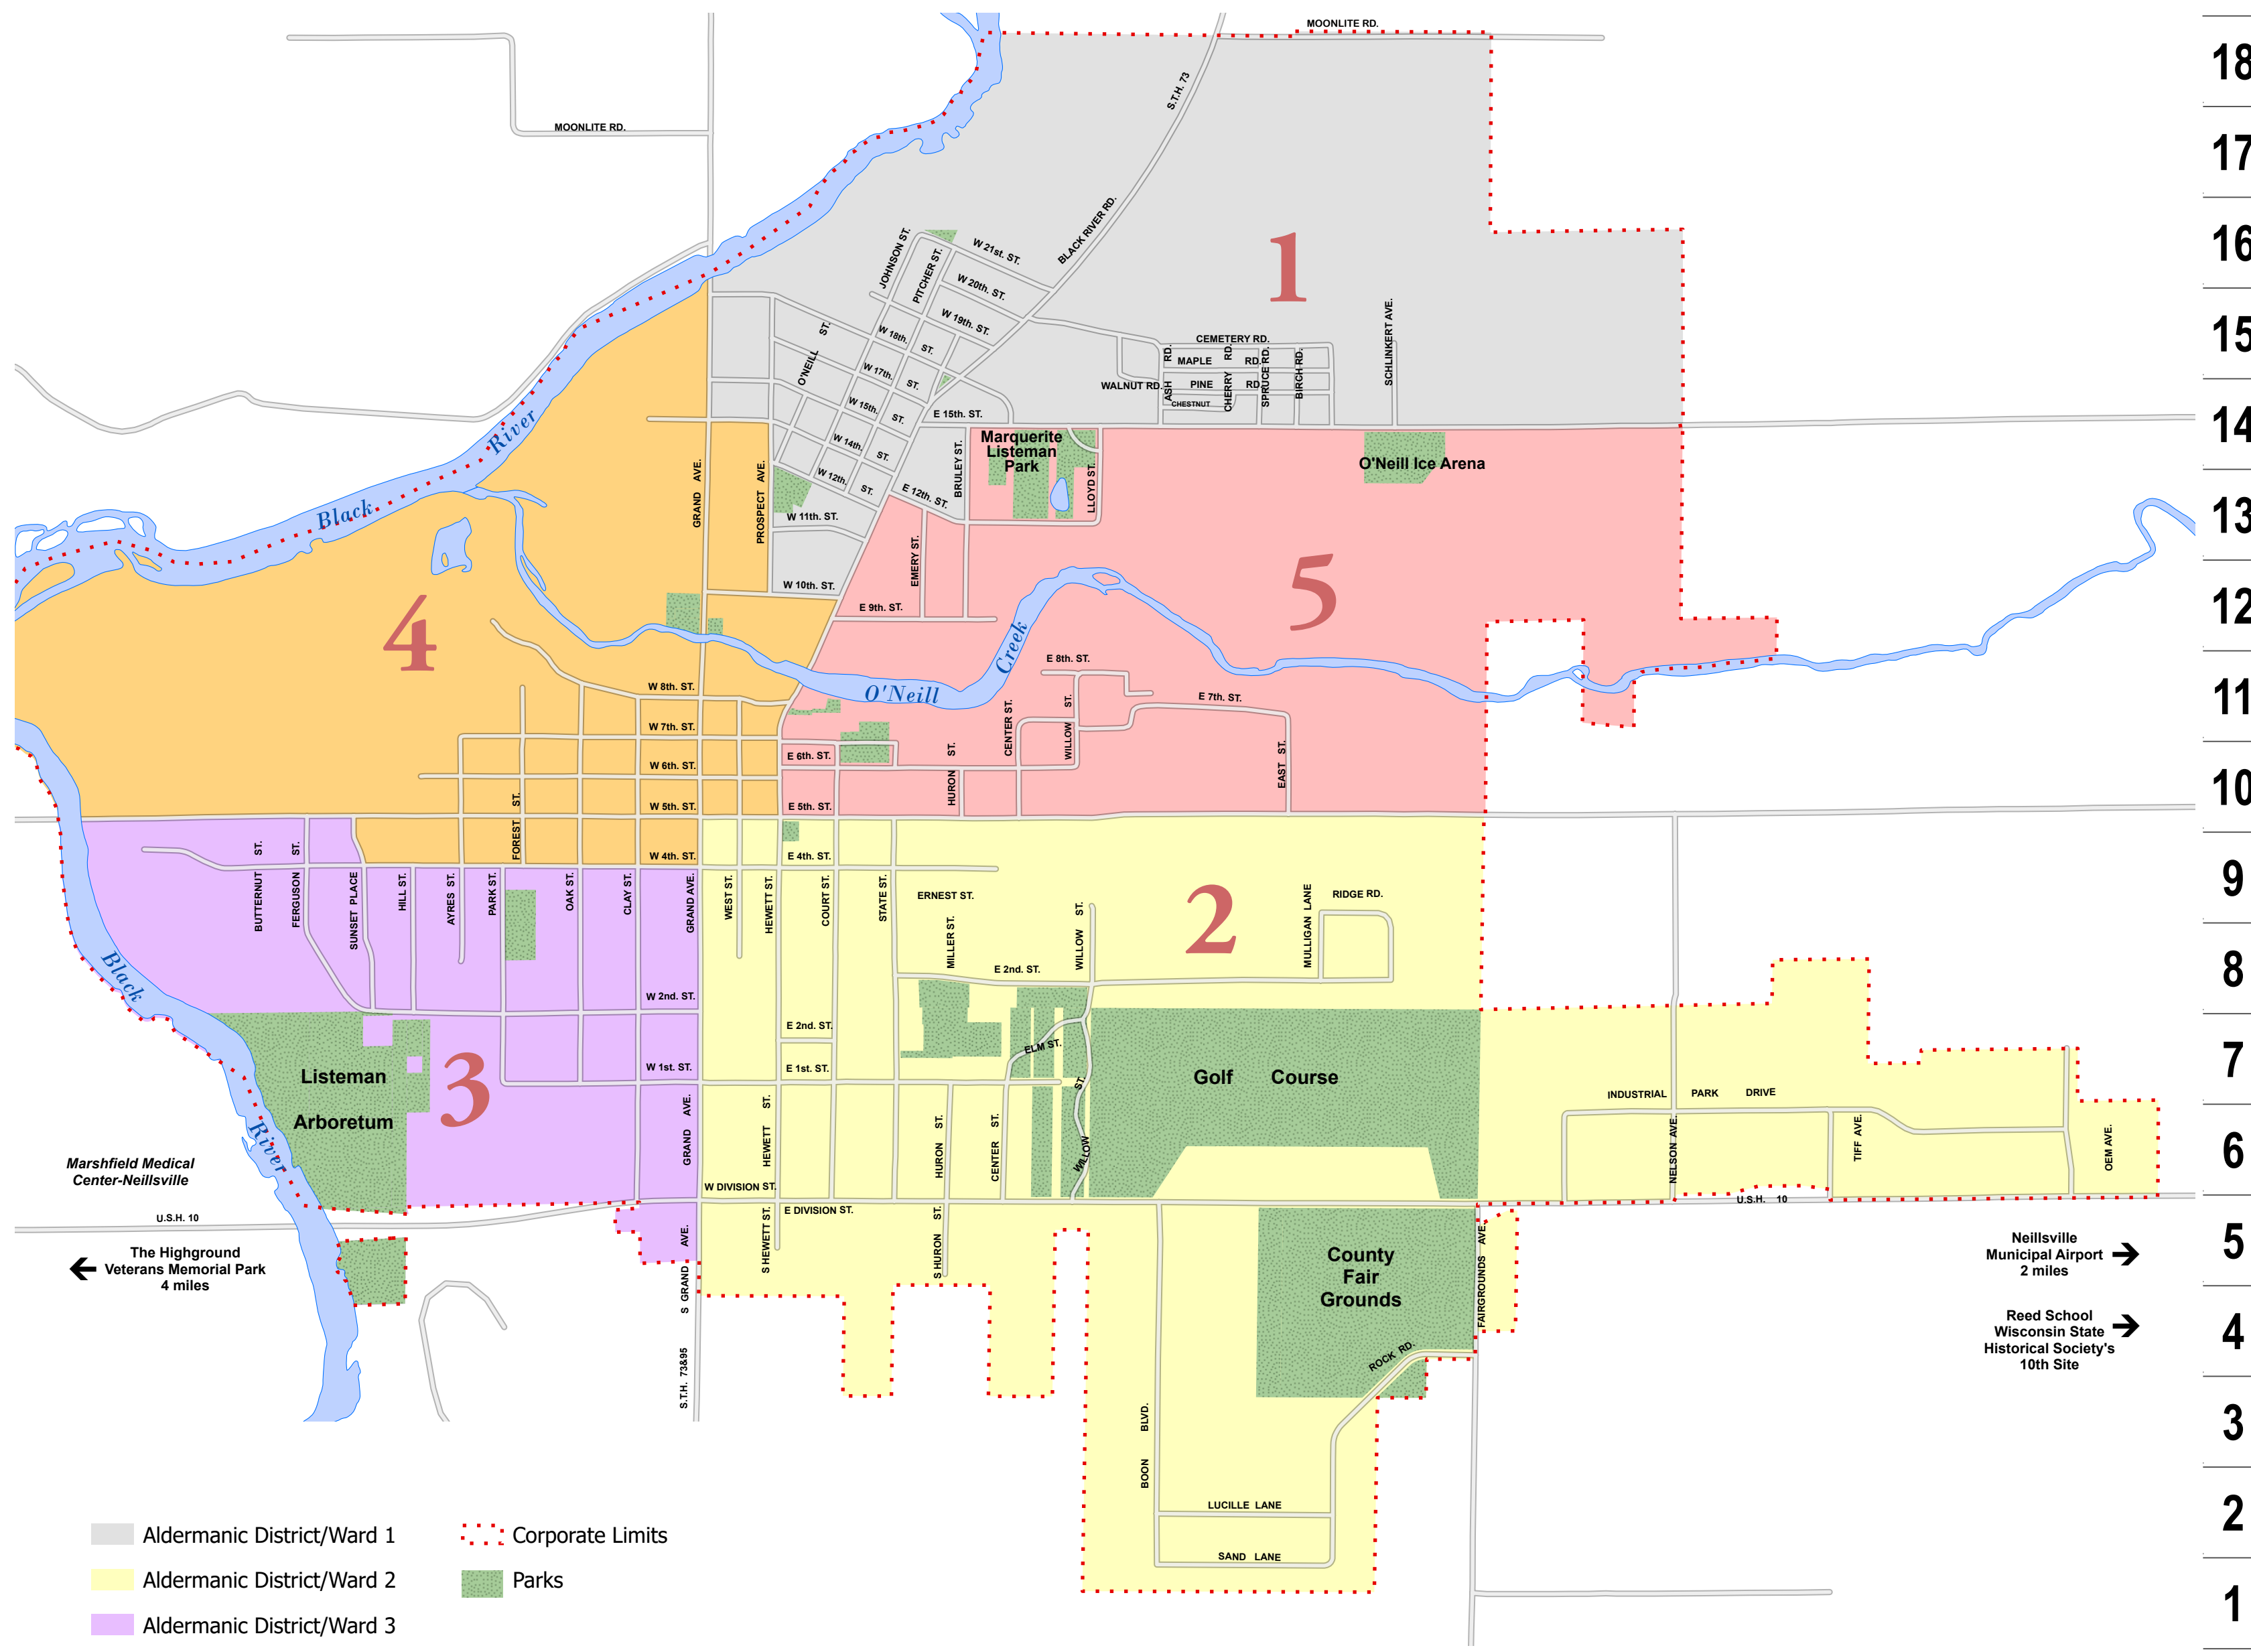 MOONLITE RD.
18
MOONLITE RD.
S.T.H. 73
17
BLACK RIVER RD.
JOHNSON ST.
PITCHER ST.
W 21st. ST.
1
16
W 20th. ST.
W 19th. ST.
O'NEILL ST.
W 18th. ST.
CEMETERY RD.
SCHLINKERT AVE.
15
MAPLE RD.
W 17th. ST.
WALNUT RD.
ASH RD.
PINE RD.
CHERRY RD.
SPRUCE RD.
BIRCH RD.
CHESTNUT
W 15th. ST.
E 15th. ST.
14
Black River
W 14th. ST.
Marquerite
Listeman
Park
O'Neill Ice Arena
GRAND AVE.
PROSPECT AVE.
W 12th. ST.
E 12th. ST.
BRULEY ST.
LLOYD ST.
W 11th. ST.
13
EMERY ST.
5
W 10th. ST.
4
E 9th. ST.
12
O'Neill Creek
E 8th. ST.
W 8th. ST.
E 7th. ST.
11
W 7th. ST.
CENTER ST.
WILLOW ST.
E 6th. ST.
W 6th. ST.
HURON ST.
EAST ST.
10
W 5th. ST.
E 5th. ST.
FOREST ST.
W 4th. ST.
E 4th. ST.
BUTTERNUT ST.
FERGUSON ST.
SUNSET PLACE
HILL ST.
AYRES ST.
PARK ST.
OAK ST.
CLAY ST.
GRAND AVE.
WEST ST.
HEWETT ST.
COURT ST.
STATE ST.
ERNEST ST.
RIDGE RD.
9
MILLER ST.
WILLOW ST.
2
MULLIGAN LANE
E 2nd. ST.
8
Black River
W 2nd. ST.
E 2nd. ST.
ELM ST.
3
Listeman
Arboretum
W 1st. ST.
E 1st. ST.
Golf Course
7
INDUSTRIAL PARK DRIVE
GRAND AVE.
HEWETT ST.
HURON ST.
CENTER ST.
WILLOW ST.
NELSON AVE.
TIFF AVE.
OEM AVE.
6
Marshfield Medical
Center-Neillsville
W DIVISION ST.
E DIVISION ST.
U.S.H. 10
U.S.H. 10
The Highground
Veterans Memorial Park
4 miles
S GRAND AVE.
S HEWETT ST.
S HURON ST.
County
Fair
Grounds
FAIRGROUNDS AVE.
Neillsville
Municipal Airport
2 miles
5
Reed School
Wisconsin State
Historical Society's
10th Site
4
S.T.H. 73&95
ROCK RD.
BOON BLVD.
3
LUCILLE LANE
2
SAND LANE
1
Aldermanic District/Ward 1
Aldermanic District/Ward 2
Aldermanic District/Ward 3
Corporate Limits
Parks